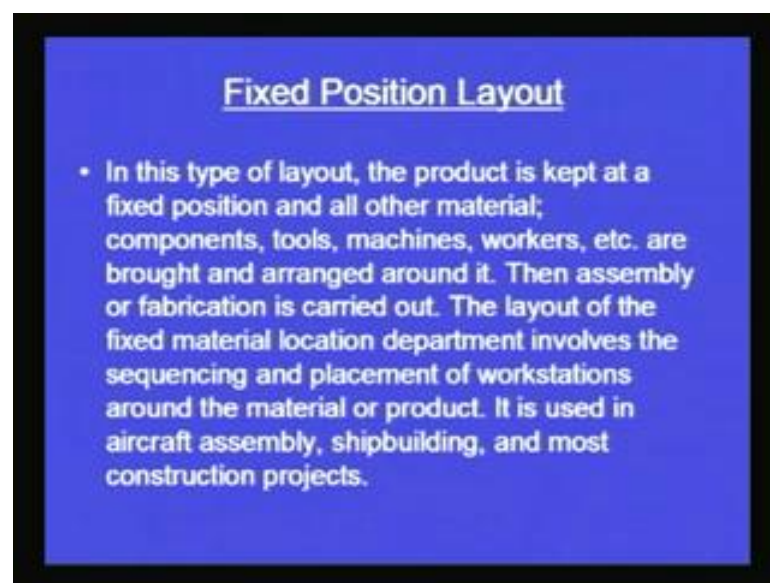 Fixed Position Layout
• In this type of layout, the product is kept at a
fixed position and all other material;
components, tools, machines, workers, etc. are
brought and arranged around it. Then assembly
or fabrication is carried out. The layout of the
fixed material location department involves the
sequencing and placement of workstations
around the material or product. It is used in
aircraft assembly, shipbuilding, and most
construction projects.